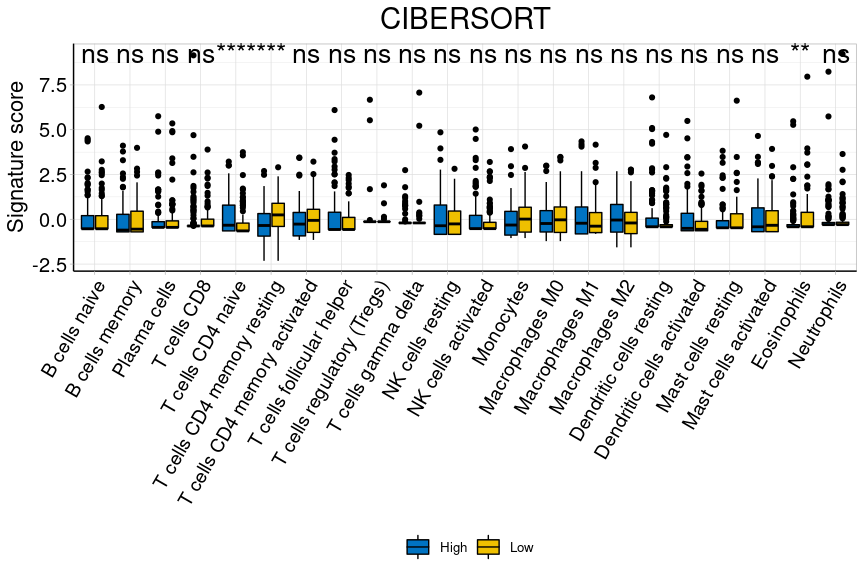 CIBERSORT
ns ns ns ns ******* ns ns ns ns ns ns ns ns ns ns ns ns ns ns ** ns
Signature score
7.5
5.0
2.5
0.0
-2.5
B cells naive
B cells memory
Plasma cells
T cells CD8
T cells CD4 naive
T cells CD4 memory resting
T cells CD4 memory activated
T cells follicular helper
T cells regulatory (Tregs)
T cells gamma delta
NK cells resting
NK cells activated
Monocytes
Macrophages M0
Macrophages M1
Macrophages M2
Dendritic cells resting
Dendritic cells activated
Mast cells resting
Mast cells activated
Eosinophils
Neutrophils
High Low